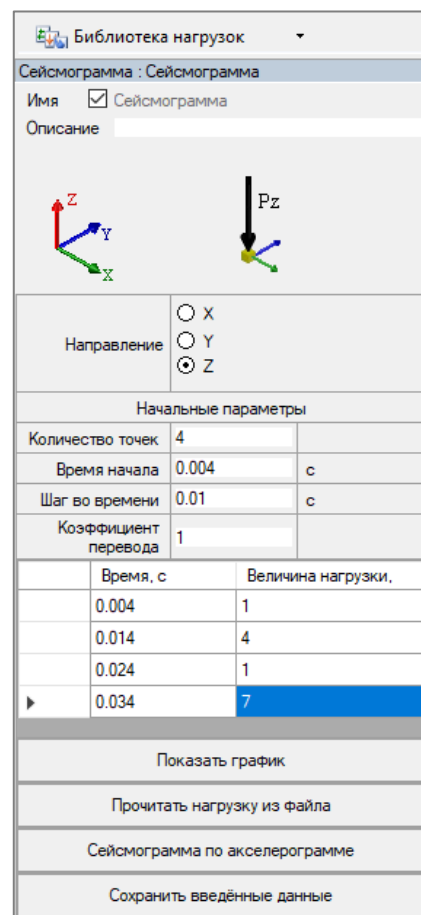 Библиотека нагрузок
Сейсмограмма : Сейсмограмма
Имя Сейсмограмма
Описание
Z
Y
X
Pz
Направление
X
Y
Z
Начальные параметры
Количество точек 4
Время начала 0.004 с
Шаг во времени 0.01 с
Коэффициент
перевода 1
Время, с Величина нагрузки,
0.004 1
0.014 4
0.024 1
0.034 7
Показать график
Прочитать нагрузку из файла
Сейсмограмма по акселерограмме
Сохранить введённые данные